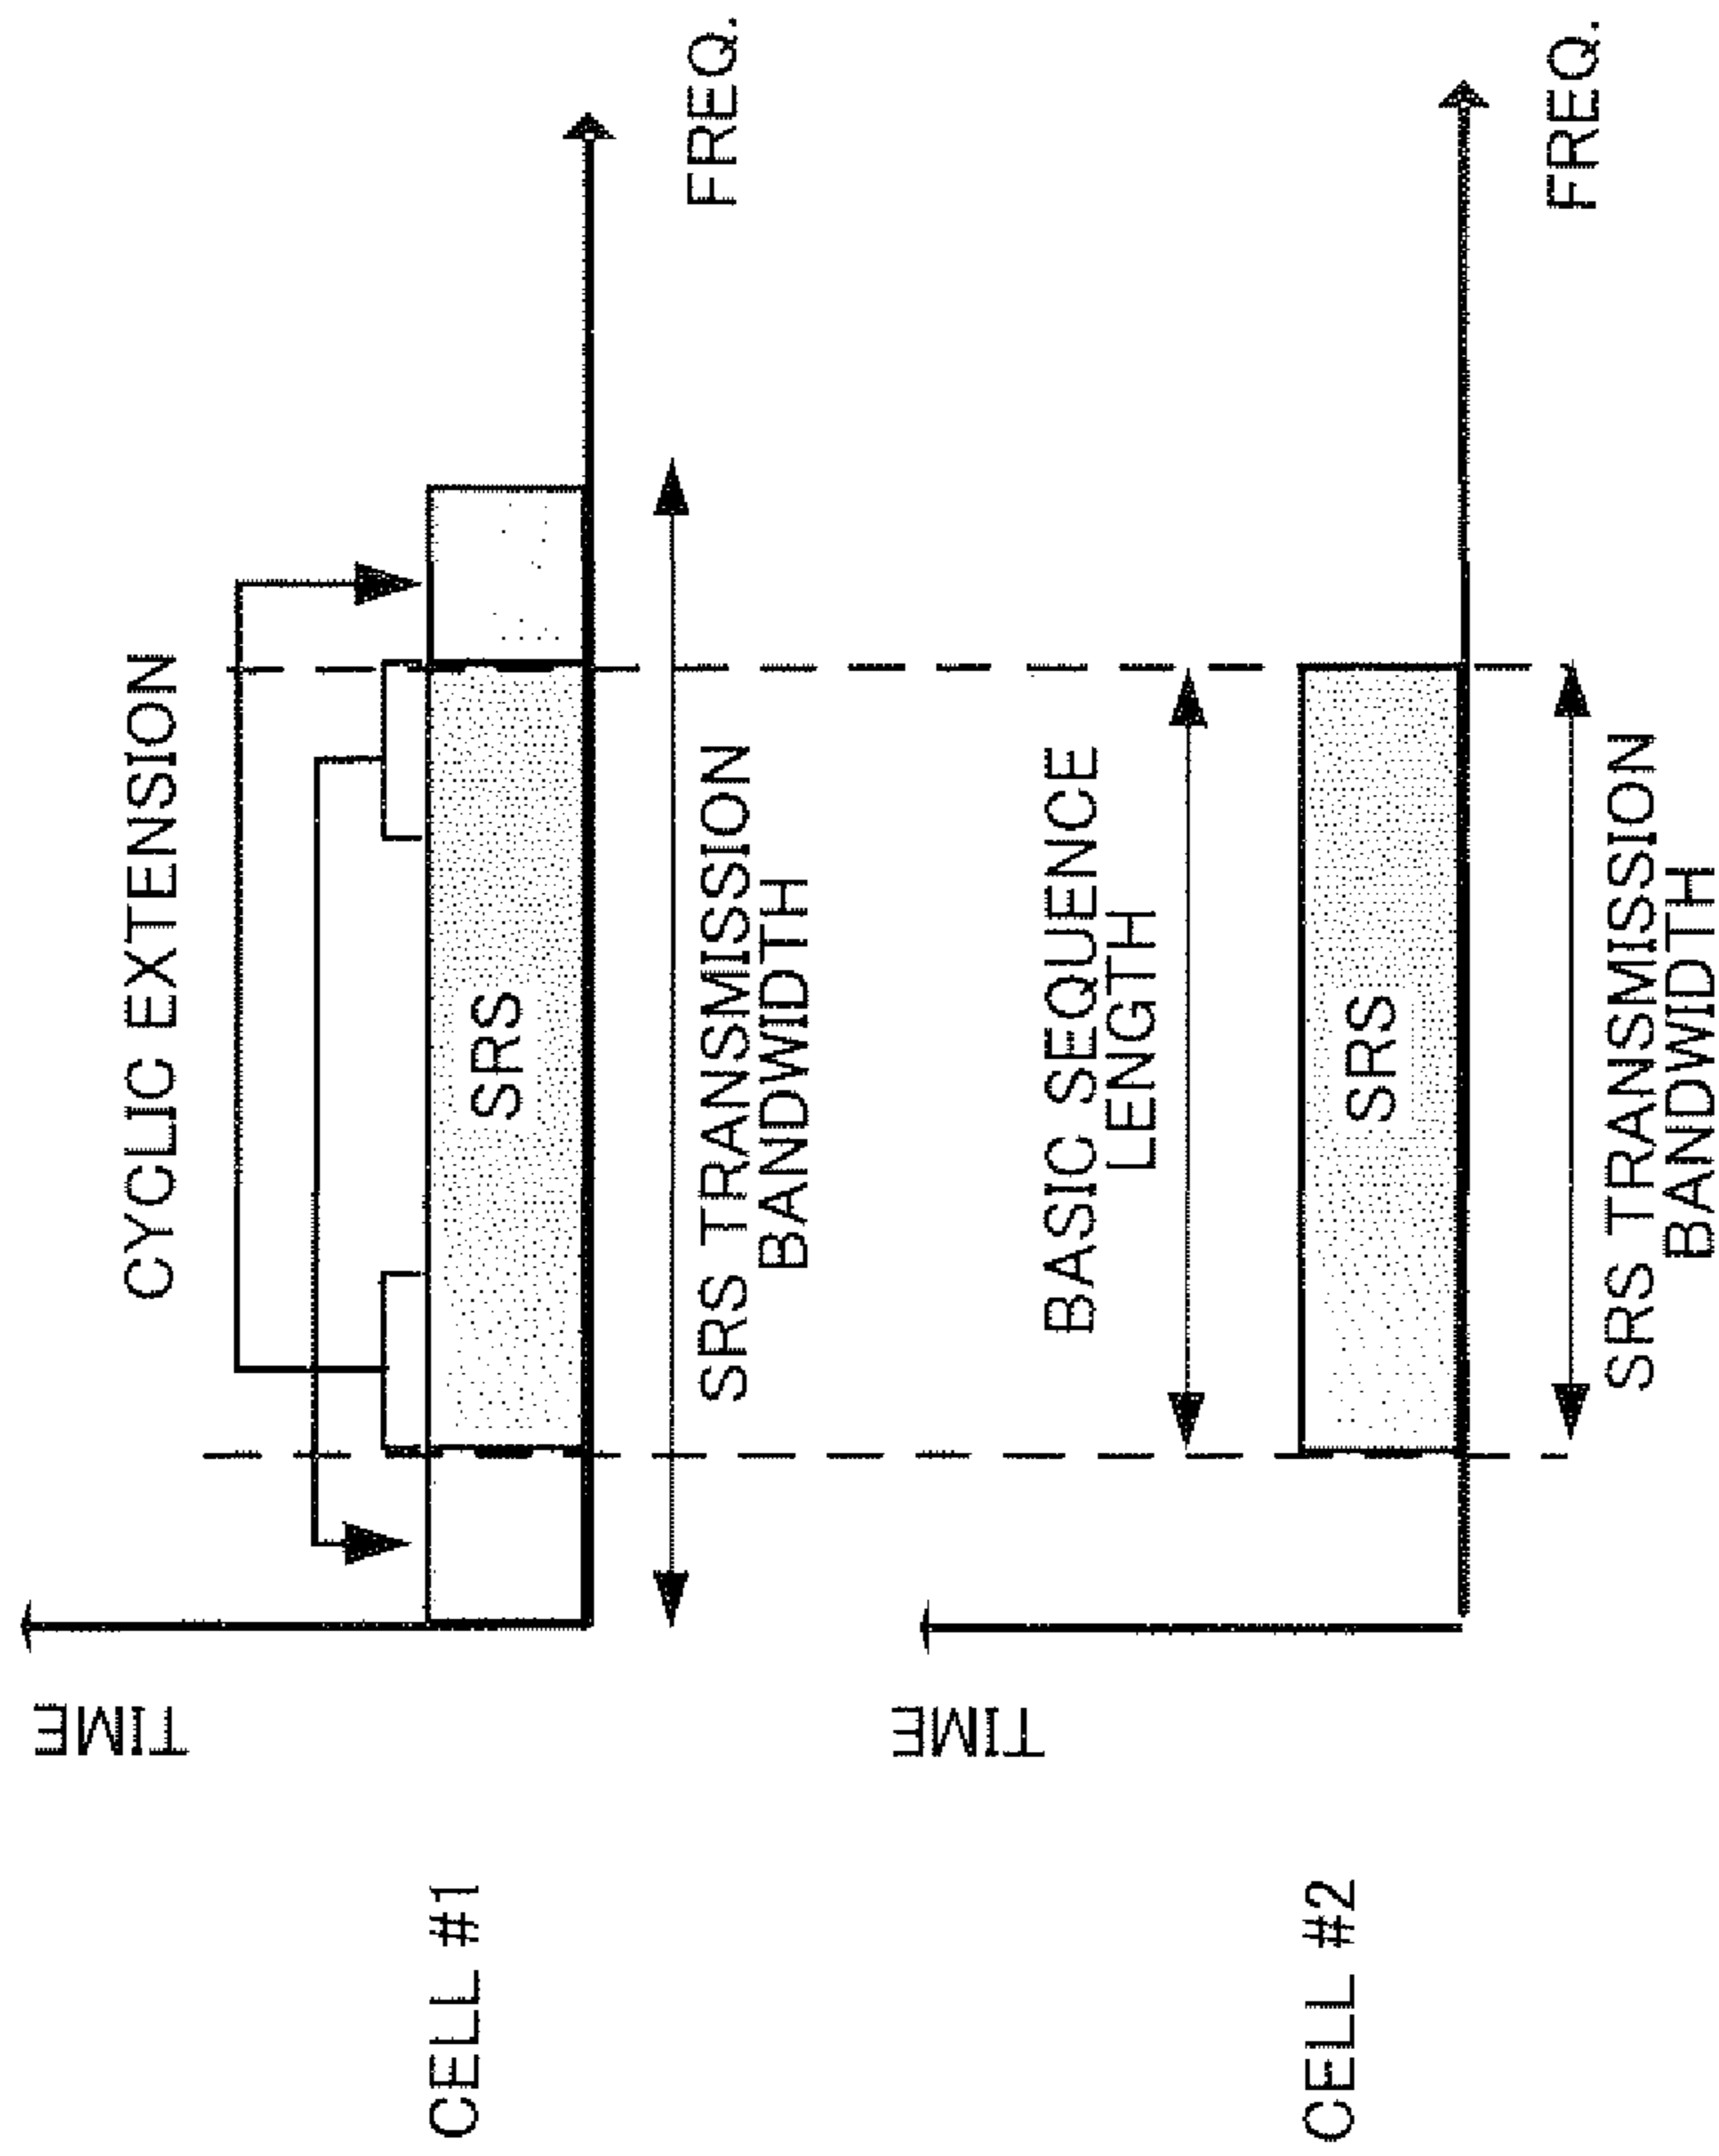 CELL #1
TIME
CYCLIC EXTENSION
SRS
FREQ.
SRS TRANSMISSION
BANDWIDTH
CELL #2
TIME
BASIC SEQUENCE
LENGTH
SRS
FREQ.
SRS TRANSMISSION
BANDWIDTH